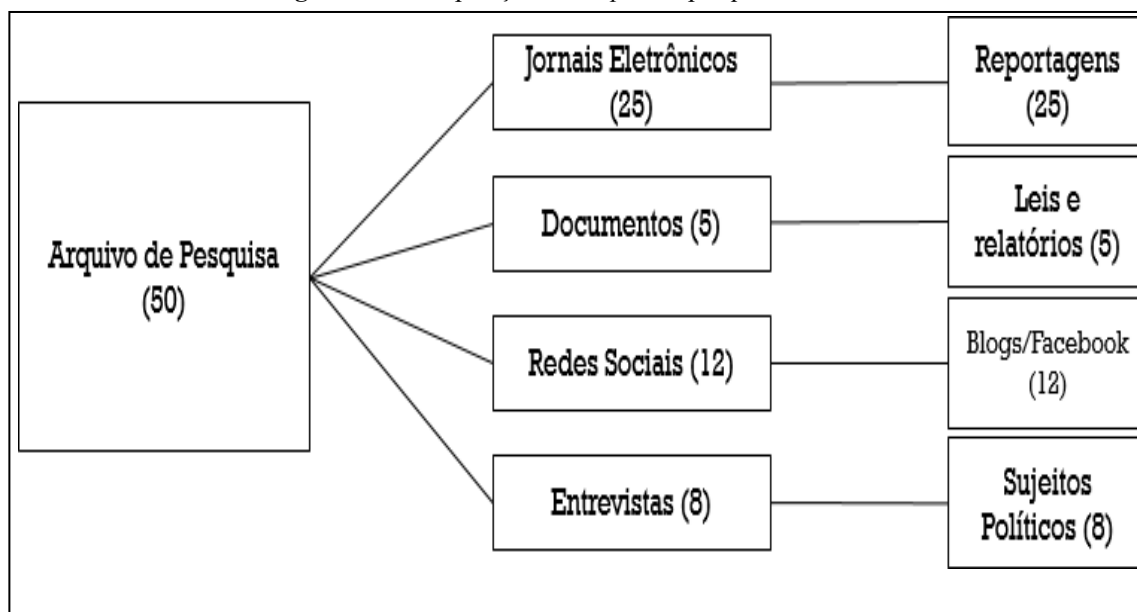 Arquivo de Pesquisa
(50)
Jornais Eletrônicos
(25)
Reportagens
(25)
Documentos (5)
Leis e
relatórios (5)
Redes Sociais (12)
Blogs/Facebook
(12)
Entrevistas (8)
Sujeitos
Políticos (8)